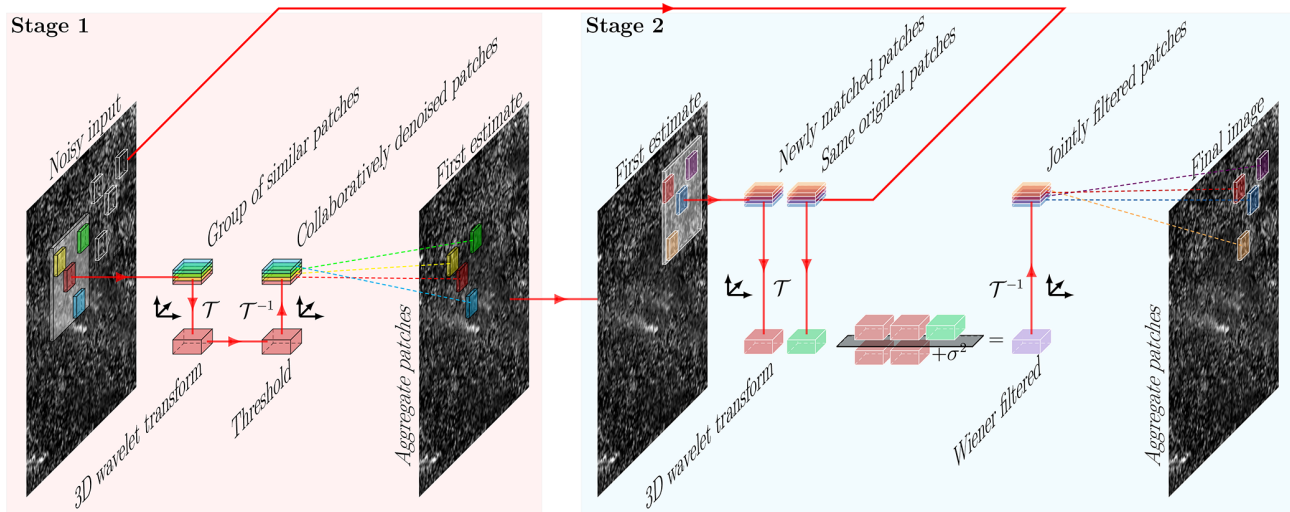 Stage 1
Noisy input
Group of similar patches
Collaboratively denoised patches
First estimate
𝒯
𝒯⁻¹
3D wavelet transform
Threshold
Aggregate patches
Stage 2
First estimate
Newly matched patches
Same original patches
Jointly filtered patches
Final image
𝒯
+σ²
=
𝒯⁻¹
3D wavelet transform
Wiener filtered
Aggregate patches